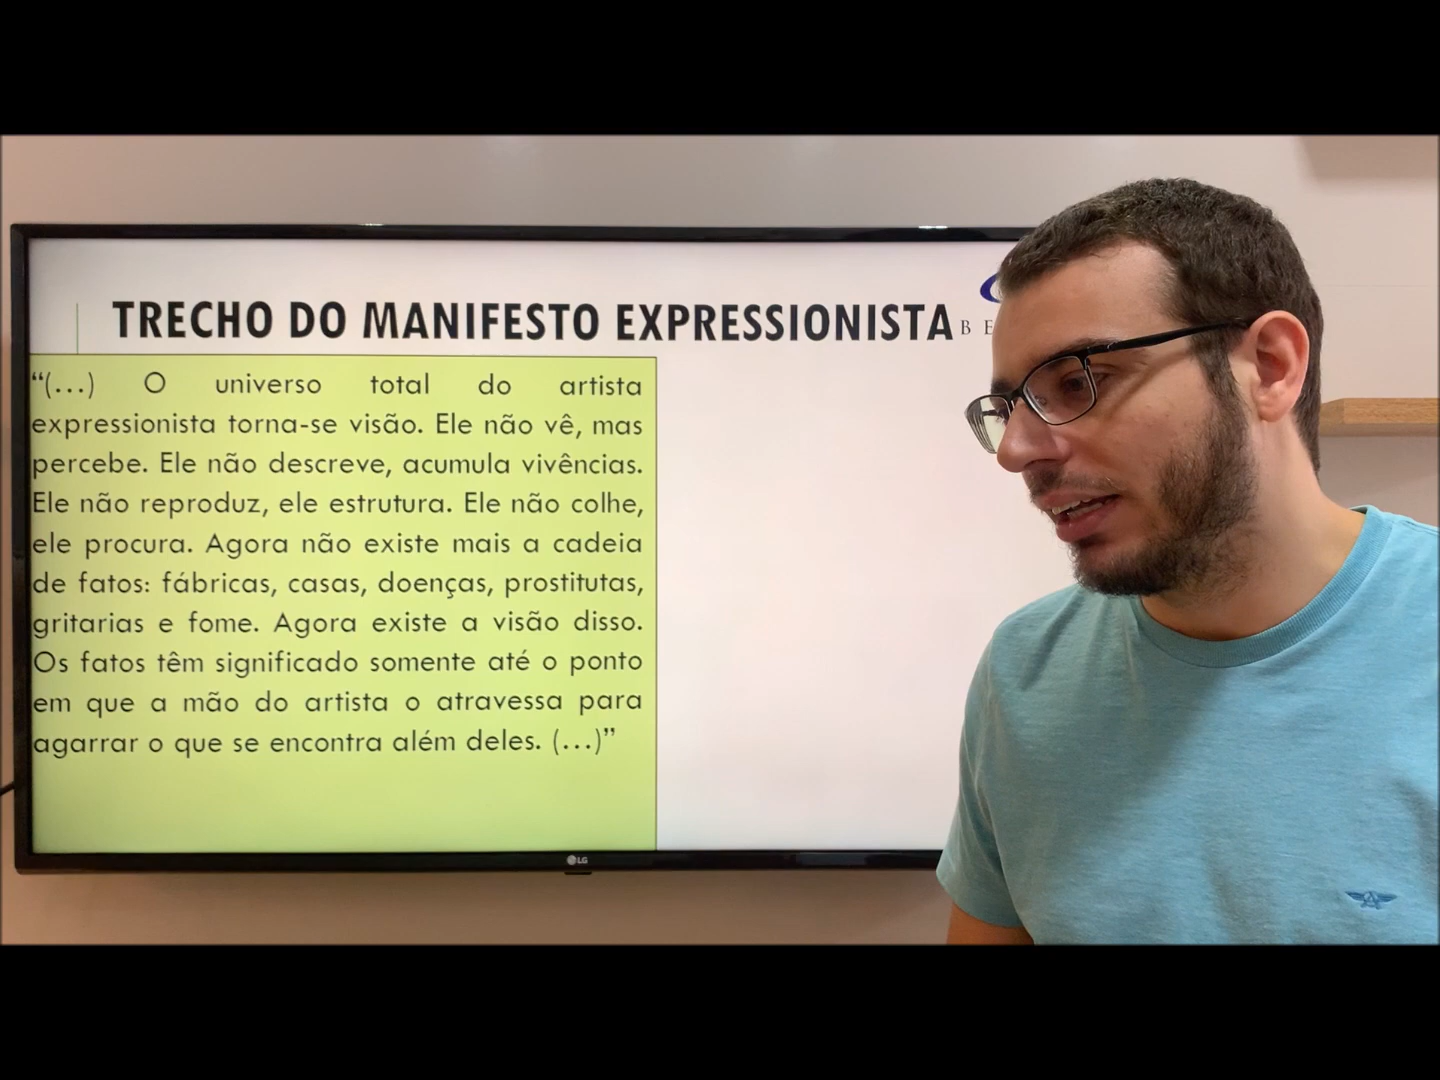 TRECHO DO MANIFESTO EXPRESSIONISTA
“(...) O universo total do artista
expressionista torna-se visão. Ele não vê, mas
percebe. Ele não descreve, acumula vivências.
Ele não reproduz, ele estrutura. Ele não colhe,
ele procura. Agora não existe mais a cadeia
de fatos: fábricas, casas, doenças, prostitutas,
gritarias e fome. Agora existe a visão disso.
Os fatos têm significado somente até o ponto
em que a mão do artista o atravessa para
agarrar o que se encontra além deles. (...)”
LG